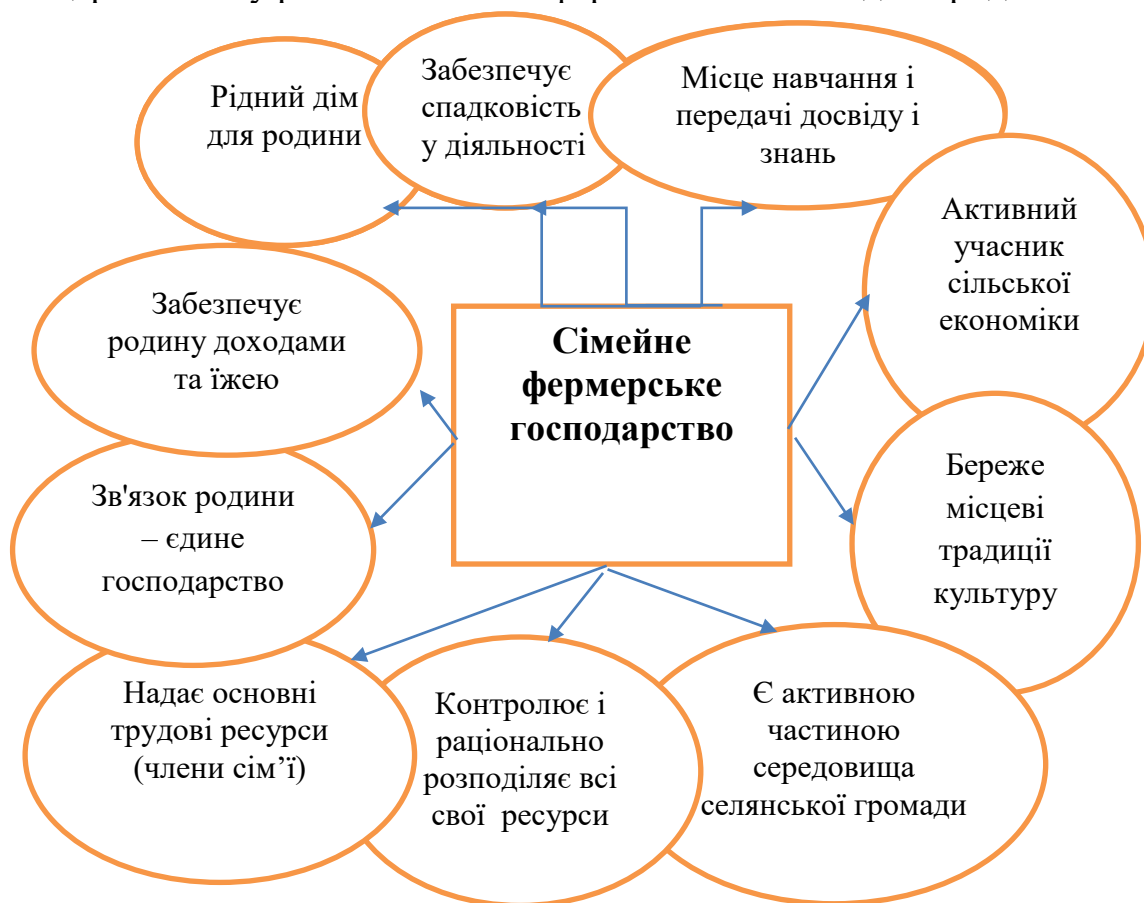 Рідний дім
для родини
Забезпечує
спадковість
у діяльності
Місце навчання і
передачі досвіду і
знань
Активний
учасник
сільської
економіки
Забезпечує
родину доходами
та їжею
Сімейне
фермерське
господарство
Зв'язок родини
– єдине
господарство
Береже
місцеві
традиції
культуру
Надає основні
трудові ресурси
(члени сім’ї)
Контролює і
раціонально
розподіляє всі
свої ресурси
Є активною
частиною
середовища
селянської громади